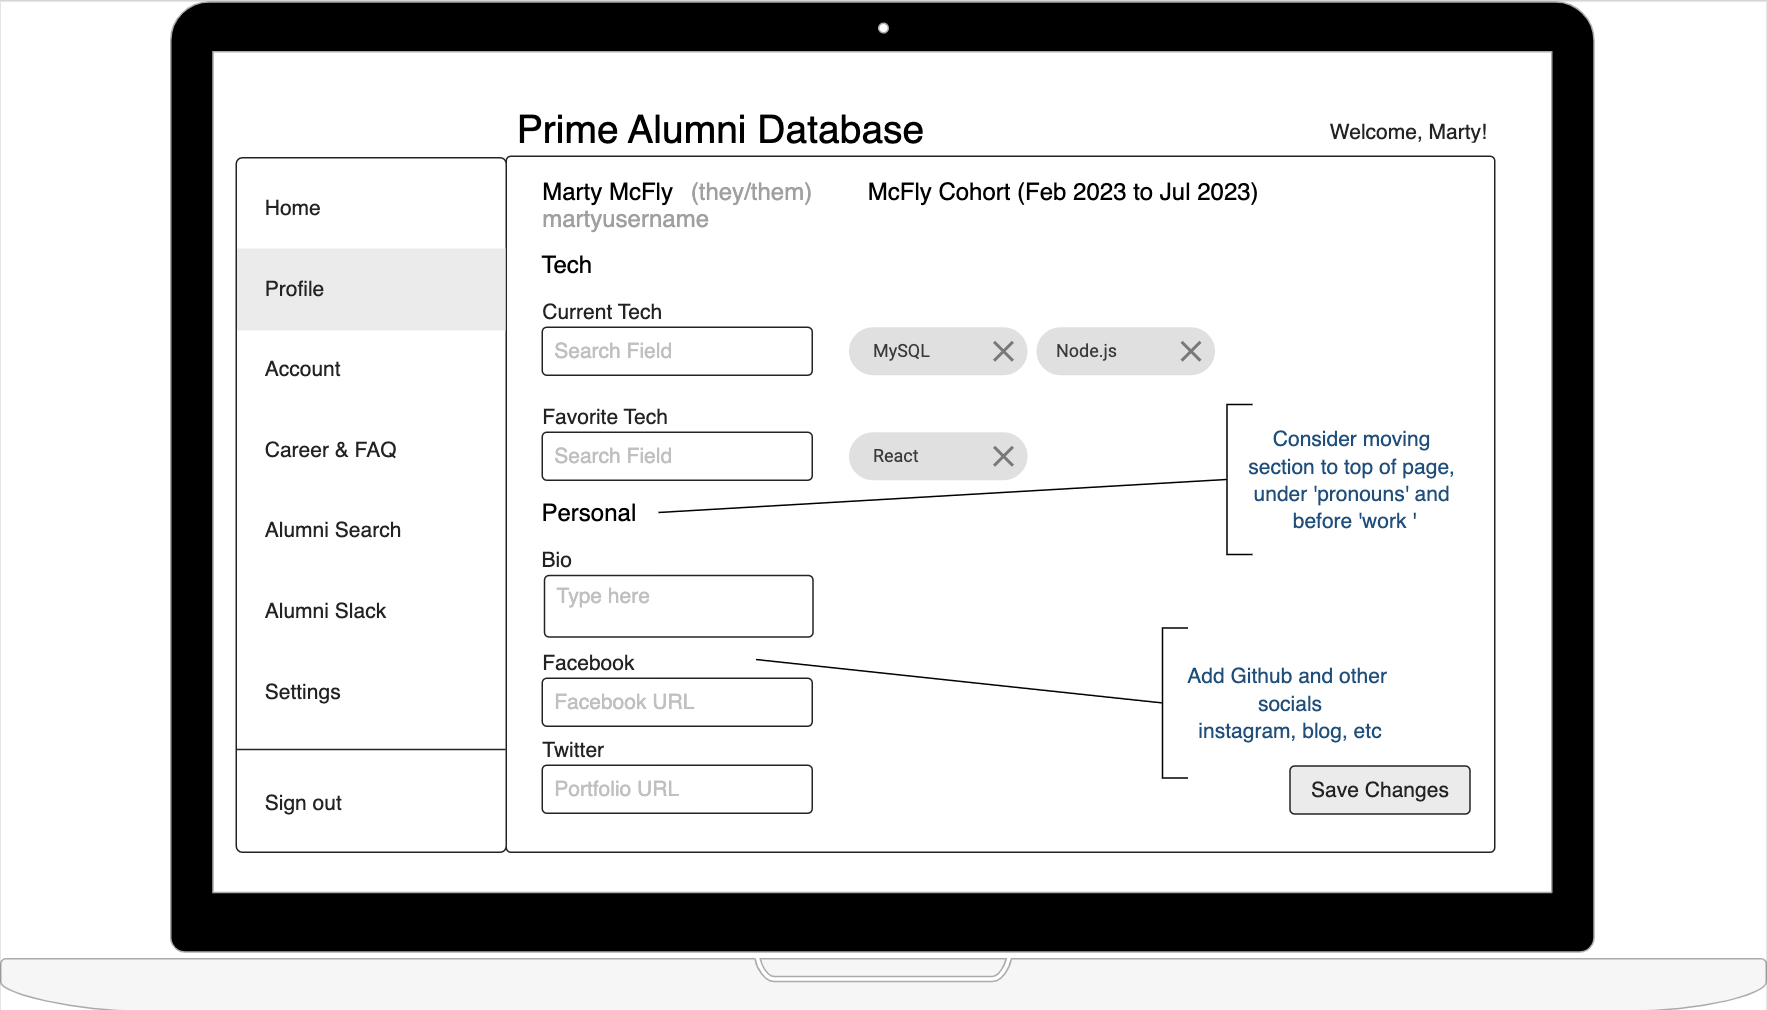 Prime Alumni Database
Welcome, Marty!
Home
Profile
Account
Career & FAQ
Alumni Search
Alumni Slack
Settings
Sign out
Marty McFly (they/them)
McFly Cohort (Feb 2023 to Jul 2023)
martyusername
Tech
Current Tech
Search Field
MySQL
Node.js
Favorite Tech
Search Field
React
Personal
Consider moving
section to top of page,
under 'pronouns' and
before 'work '
Bio
Type here
Facebook
Facebook URL
Twitter
Portfolio URL
Add Github and other
socials
instagram, blog, etc
Save Changes